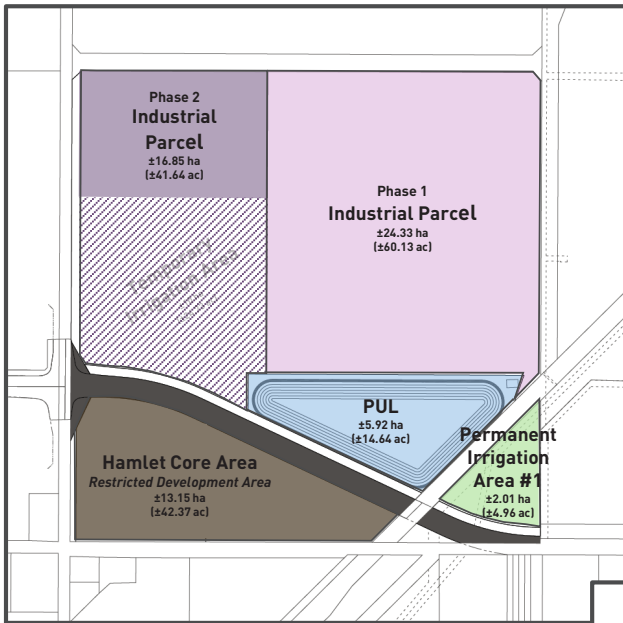 Phase 2
Industrial
Parcel
±16.85 ha
(±41.64 ac)
Phase 1
Industrial Parcel
±24.33 ha
(±60.13 ac)
Temporary
Irrigation Area
PUL
±5.92 ha
(±14.64 ac)
Permanent
Irrigation
Area #1
±2.01 ha
(±4.96 ac)
Hamlet Core Area
Restricted Development Area
±13.15 ha
(±42.37 ac)